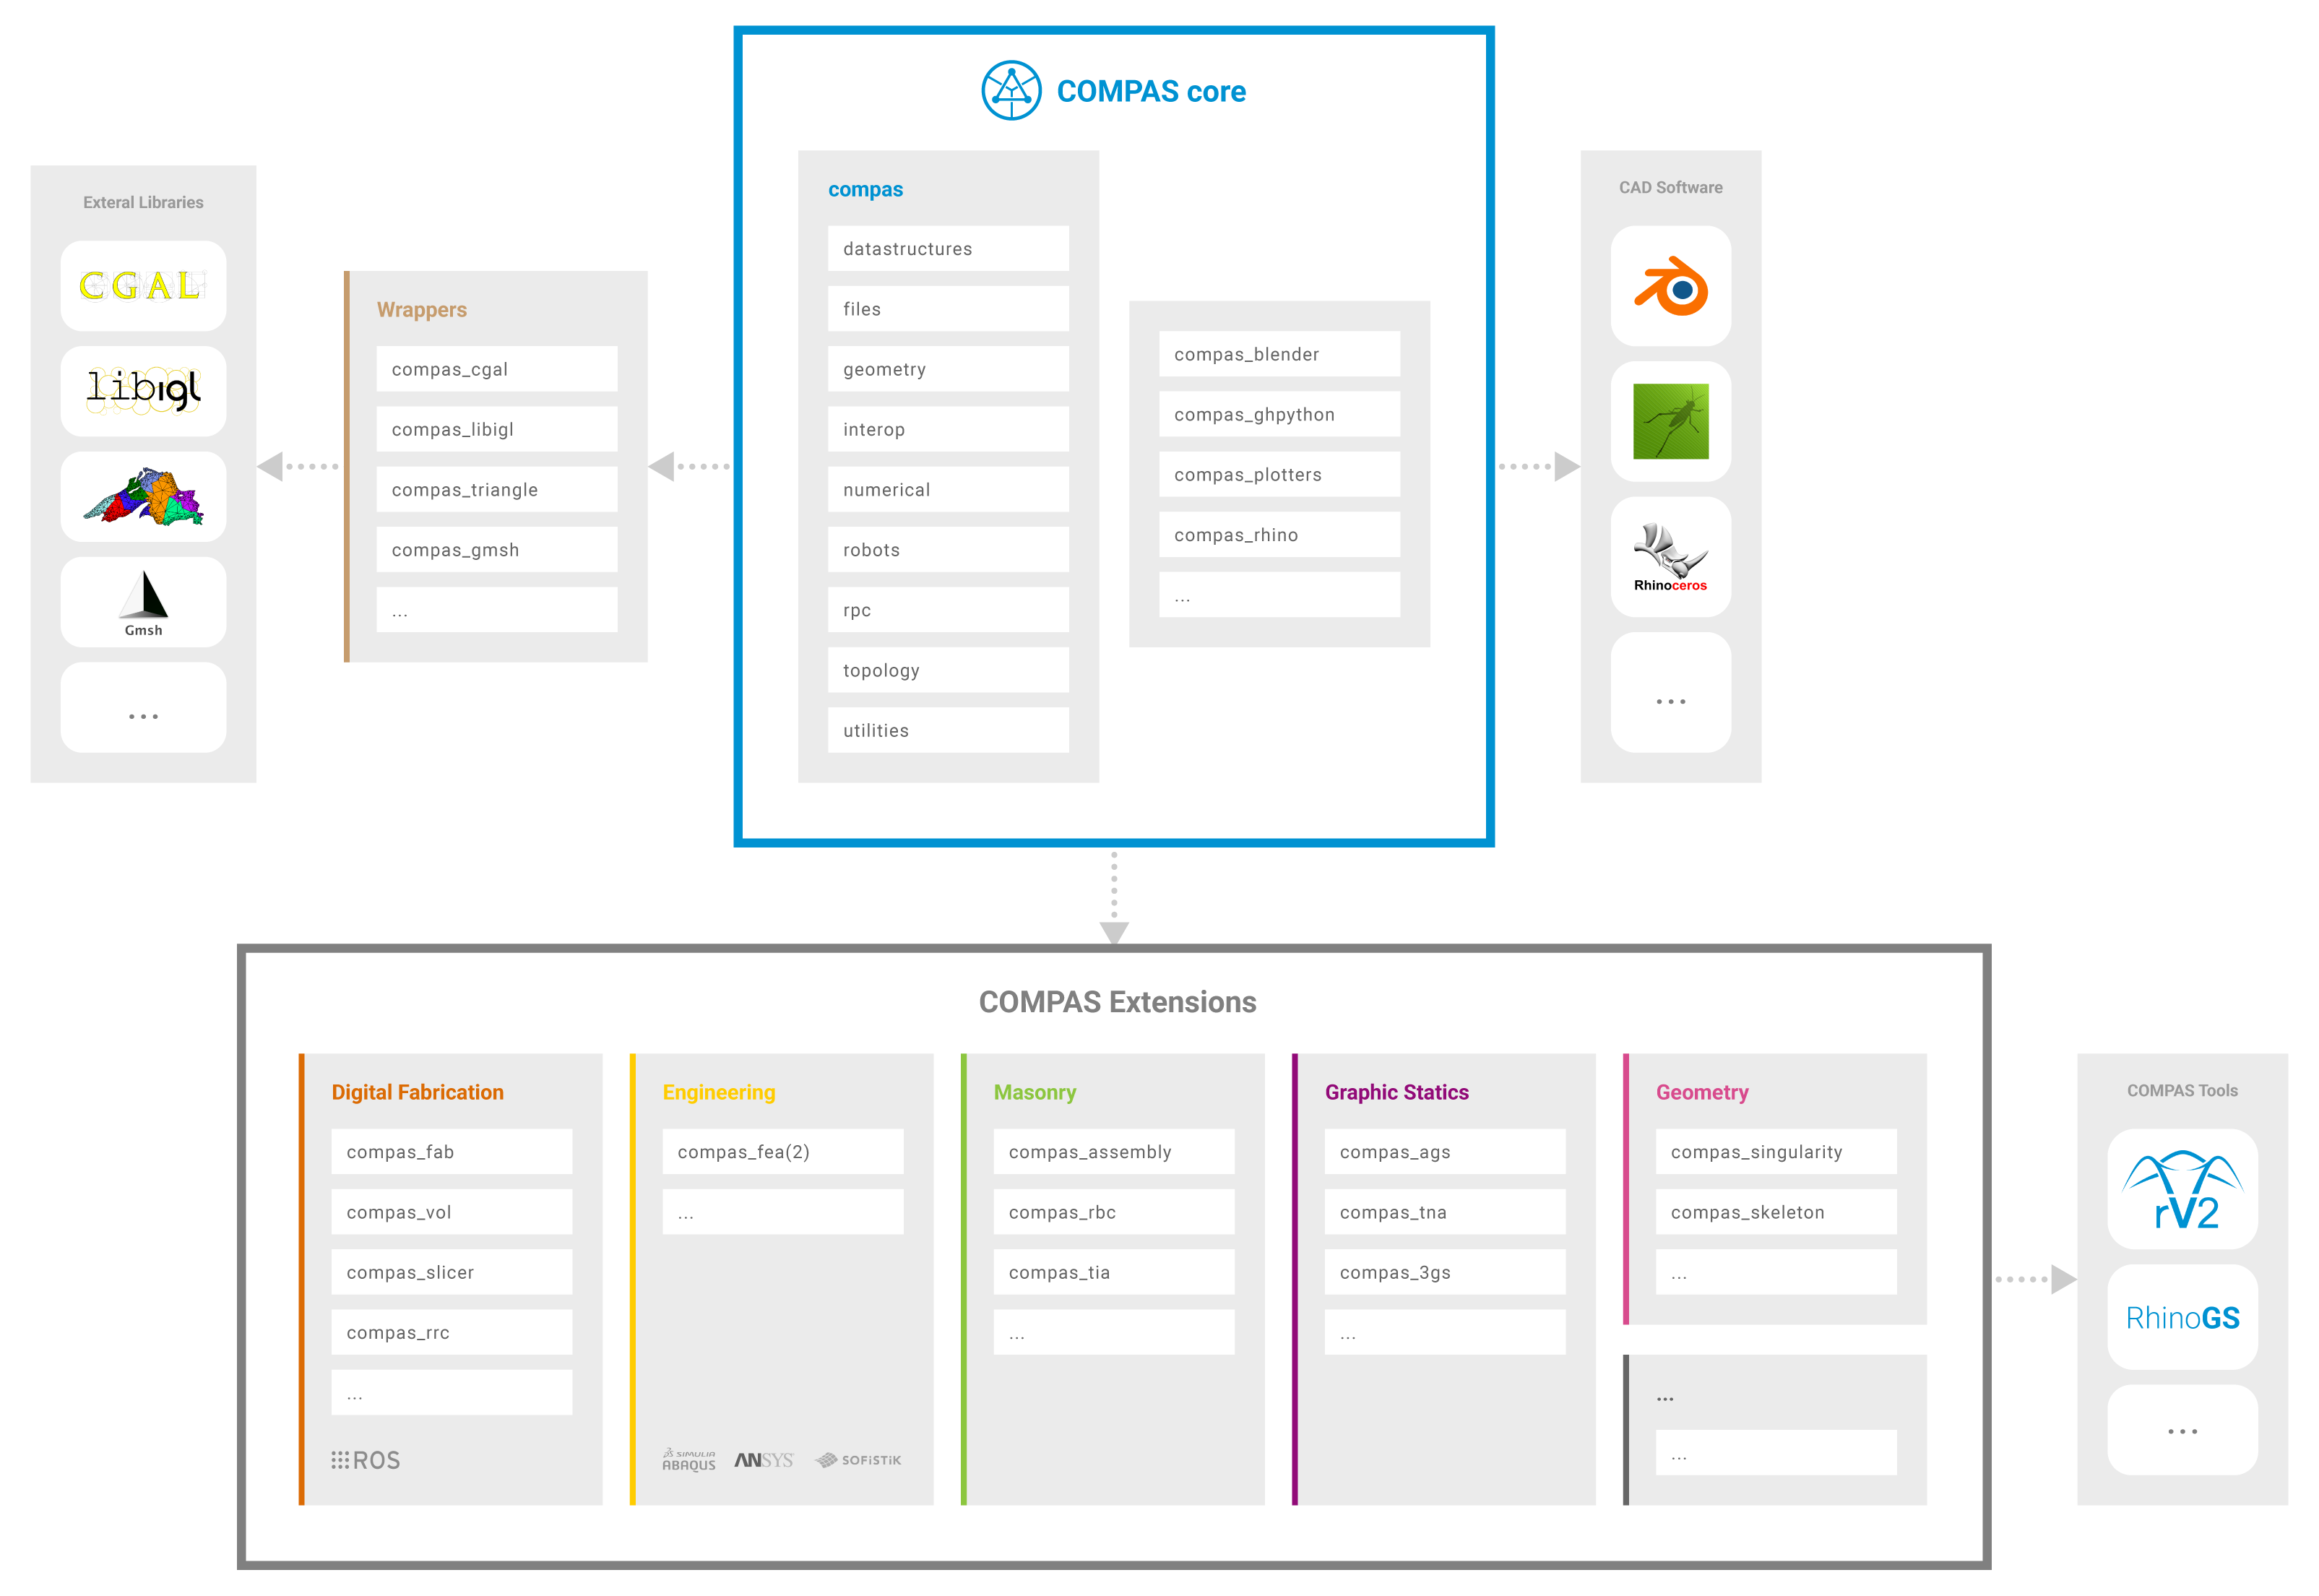 COMPAS core
Exteral Libraries
CGAL
libigl
Gmsh
...
Wrappers
compas_cgal
compas_libigl
compas_triangle
compas_gmsh
...
compas
datastructures
files
geometry
interop
numerical
robots
rpc
topology
utilities
compas_blender
compas_ghpython
compas_plotters
compas_rhino
...
CAD Software
Rhinoceros
...
COMPAS Extensions
Digital Fabrication
compas_fab
compas_vol
compas_slicer
compas_rrc
...
ROS
Engineering
compas_fea(2)
...
SIMULIA
ABAQUS
ANSYS
SOFiSTiK
Masonry
compas_assembly
compas_rbc
compas_tia
...
Graphic Statics
compas_ags
compas_tna
compas_3gs
...
Geometry
compas_singularity
compas_skeleton
...
...
...
COMPAS Tools
rV2
RhinoGS
...